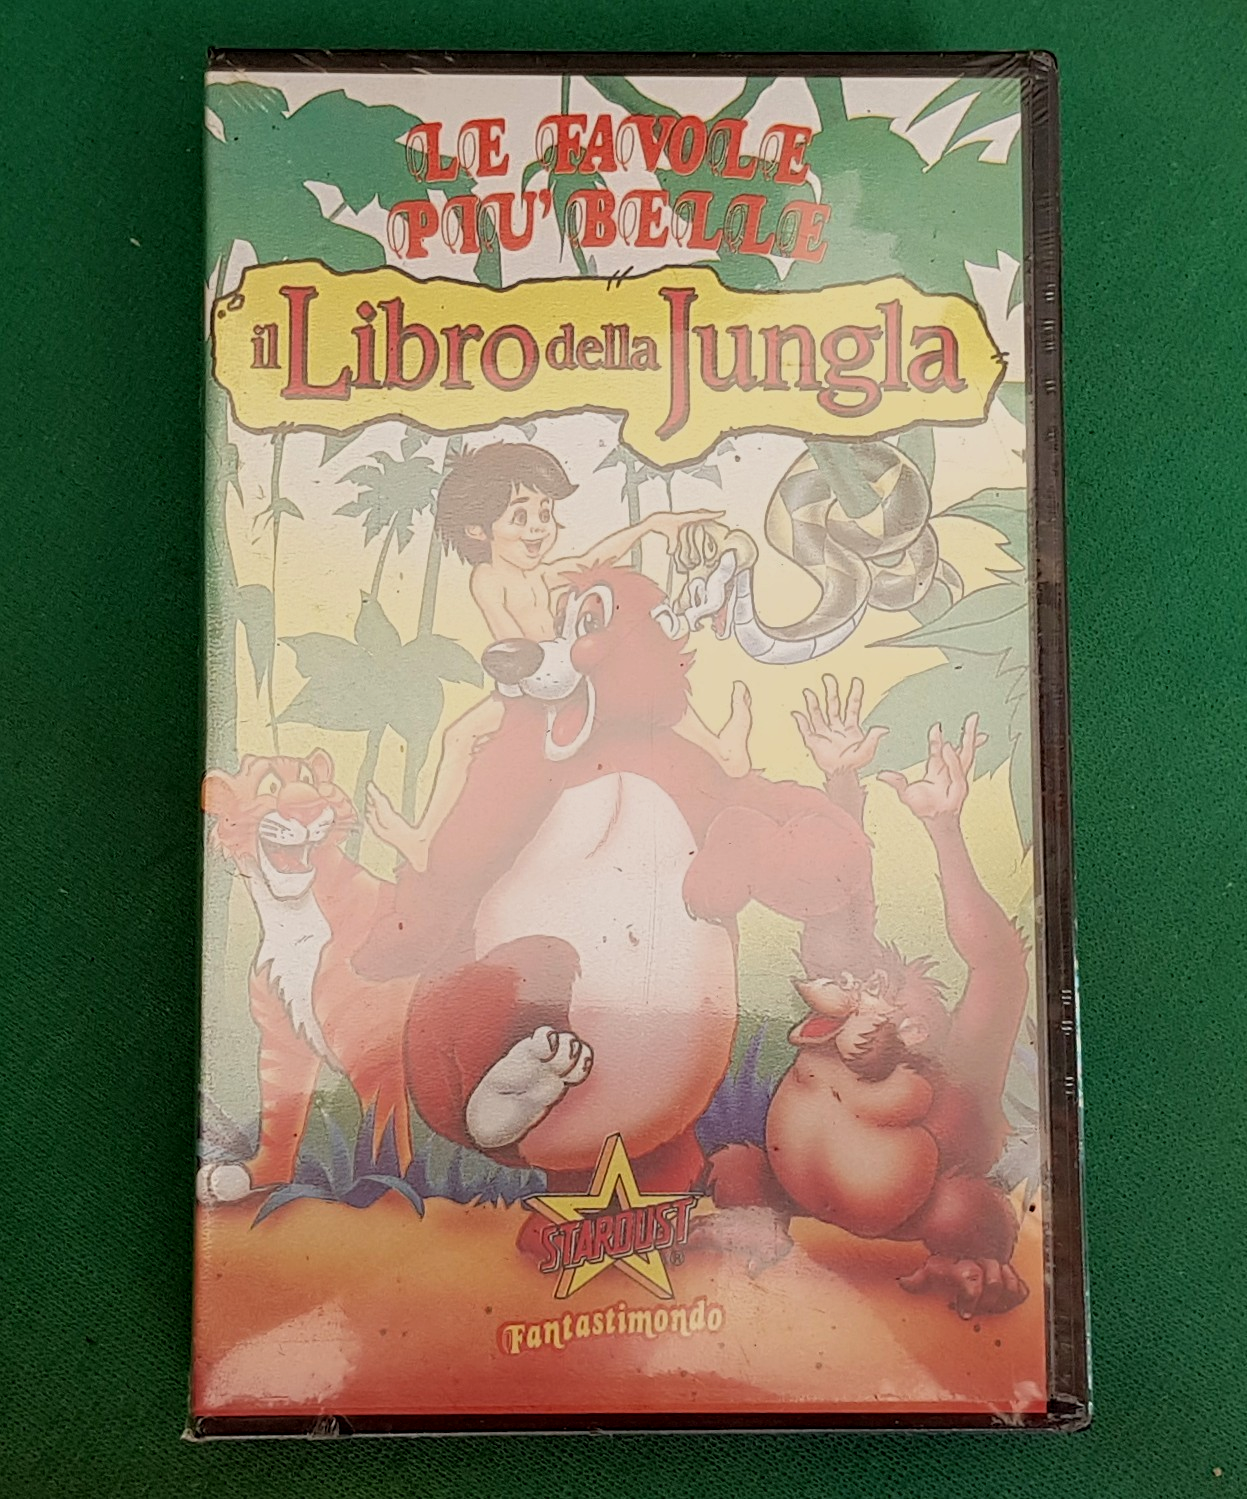 LE FAVOLE
PIU' BELLE
il Libro della Jungla
STARDUST ®
Fantastimondo